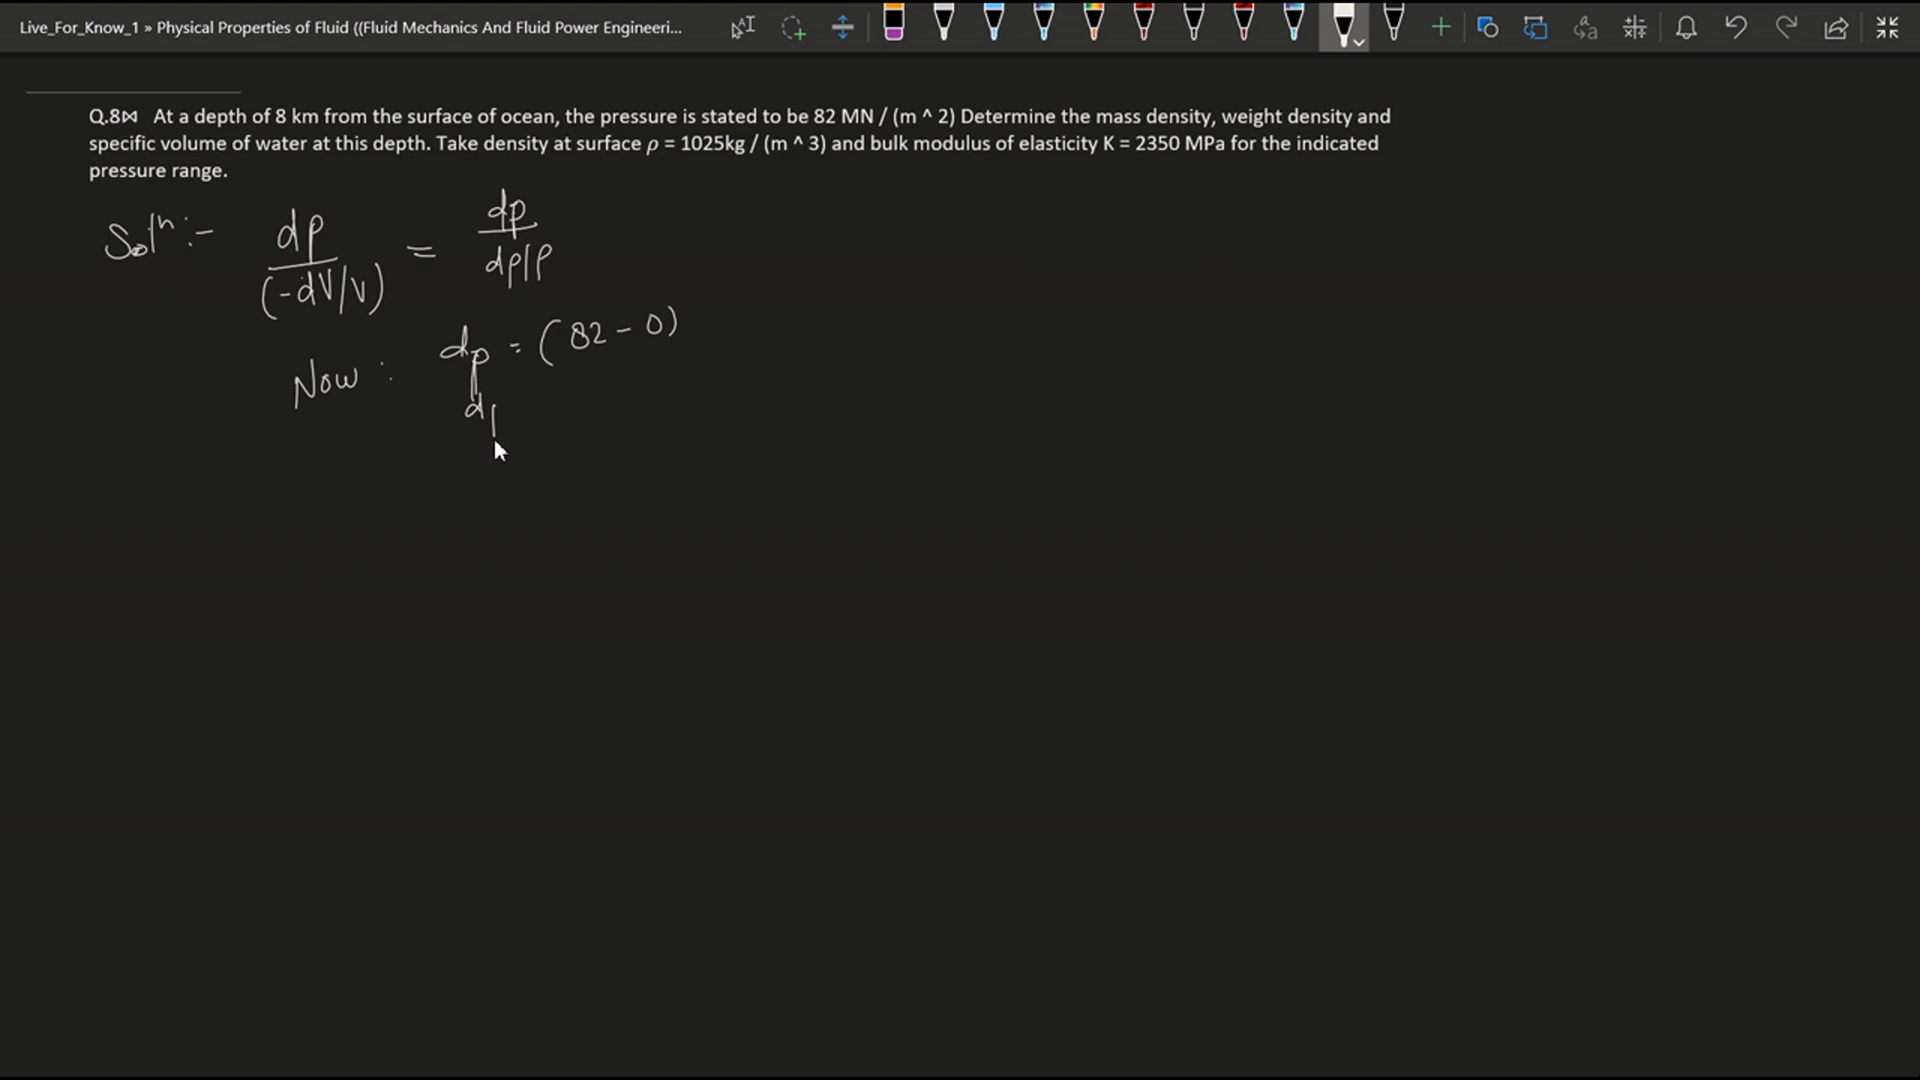 Live_For_Know_1 » Physical Properties of Fluid ((Fluid Mechanics And Fluid Power Engineeri...
Q.8⋈ At a depth of 8 km from the surface of ocean, the pressure is stated to be 82 MN / (m ^ 2) Determine the mass density, weight density and
specific volume of water at this depth. Take density at surface ρ = 1025kg / (m ^ 3) and bulk modulus of elasticity K = 2350 MPa for the indicated
pressure range.
Solⁿ:- dp/(-dV/V) = dp/(dρ/ρ)
Now: dp = (82 - 0)
d